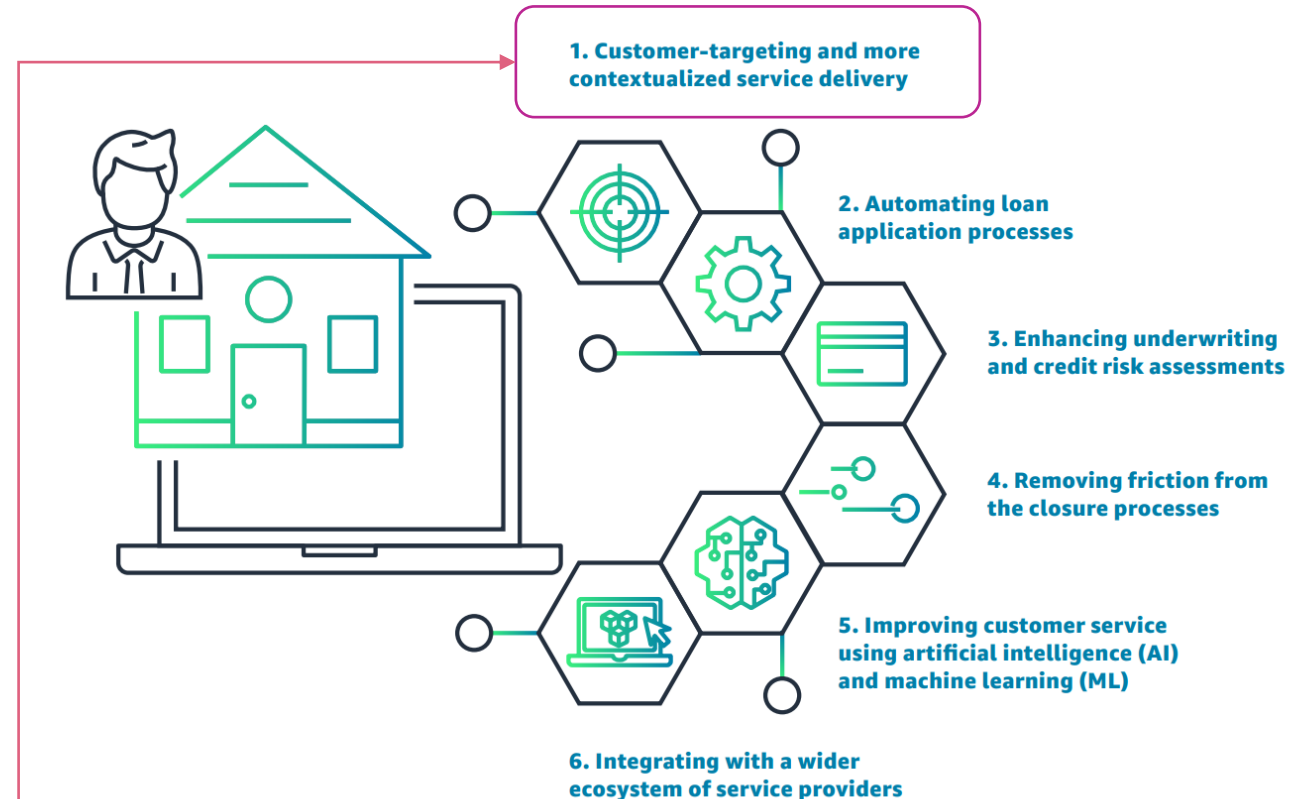 1. Customer-targeting and more
contextualized service delivery
2. Automating loan
application processes
3. Enhancing underwriting
and credit risk assessments
4. Removing friction from
the closure processes
5. Improving customer service
using artificial intelligence (AI)
and machine learning (ML)
6. Integrating with a wider
ecosystem of service providers